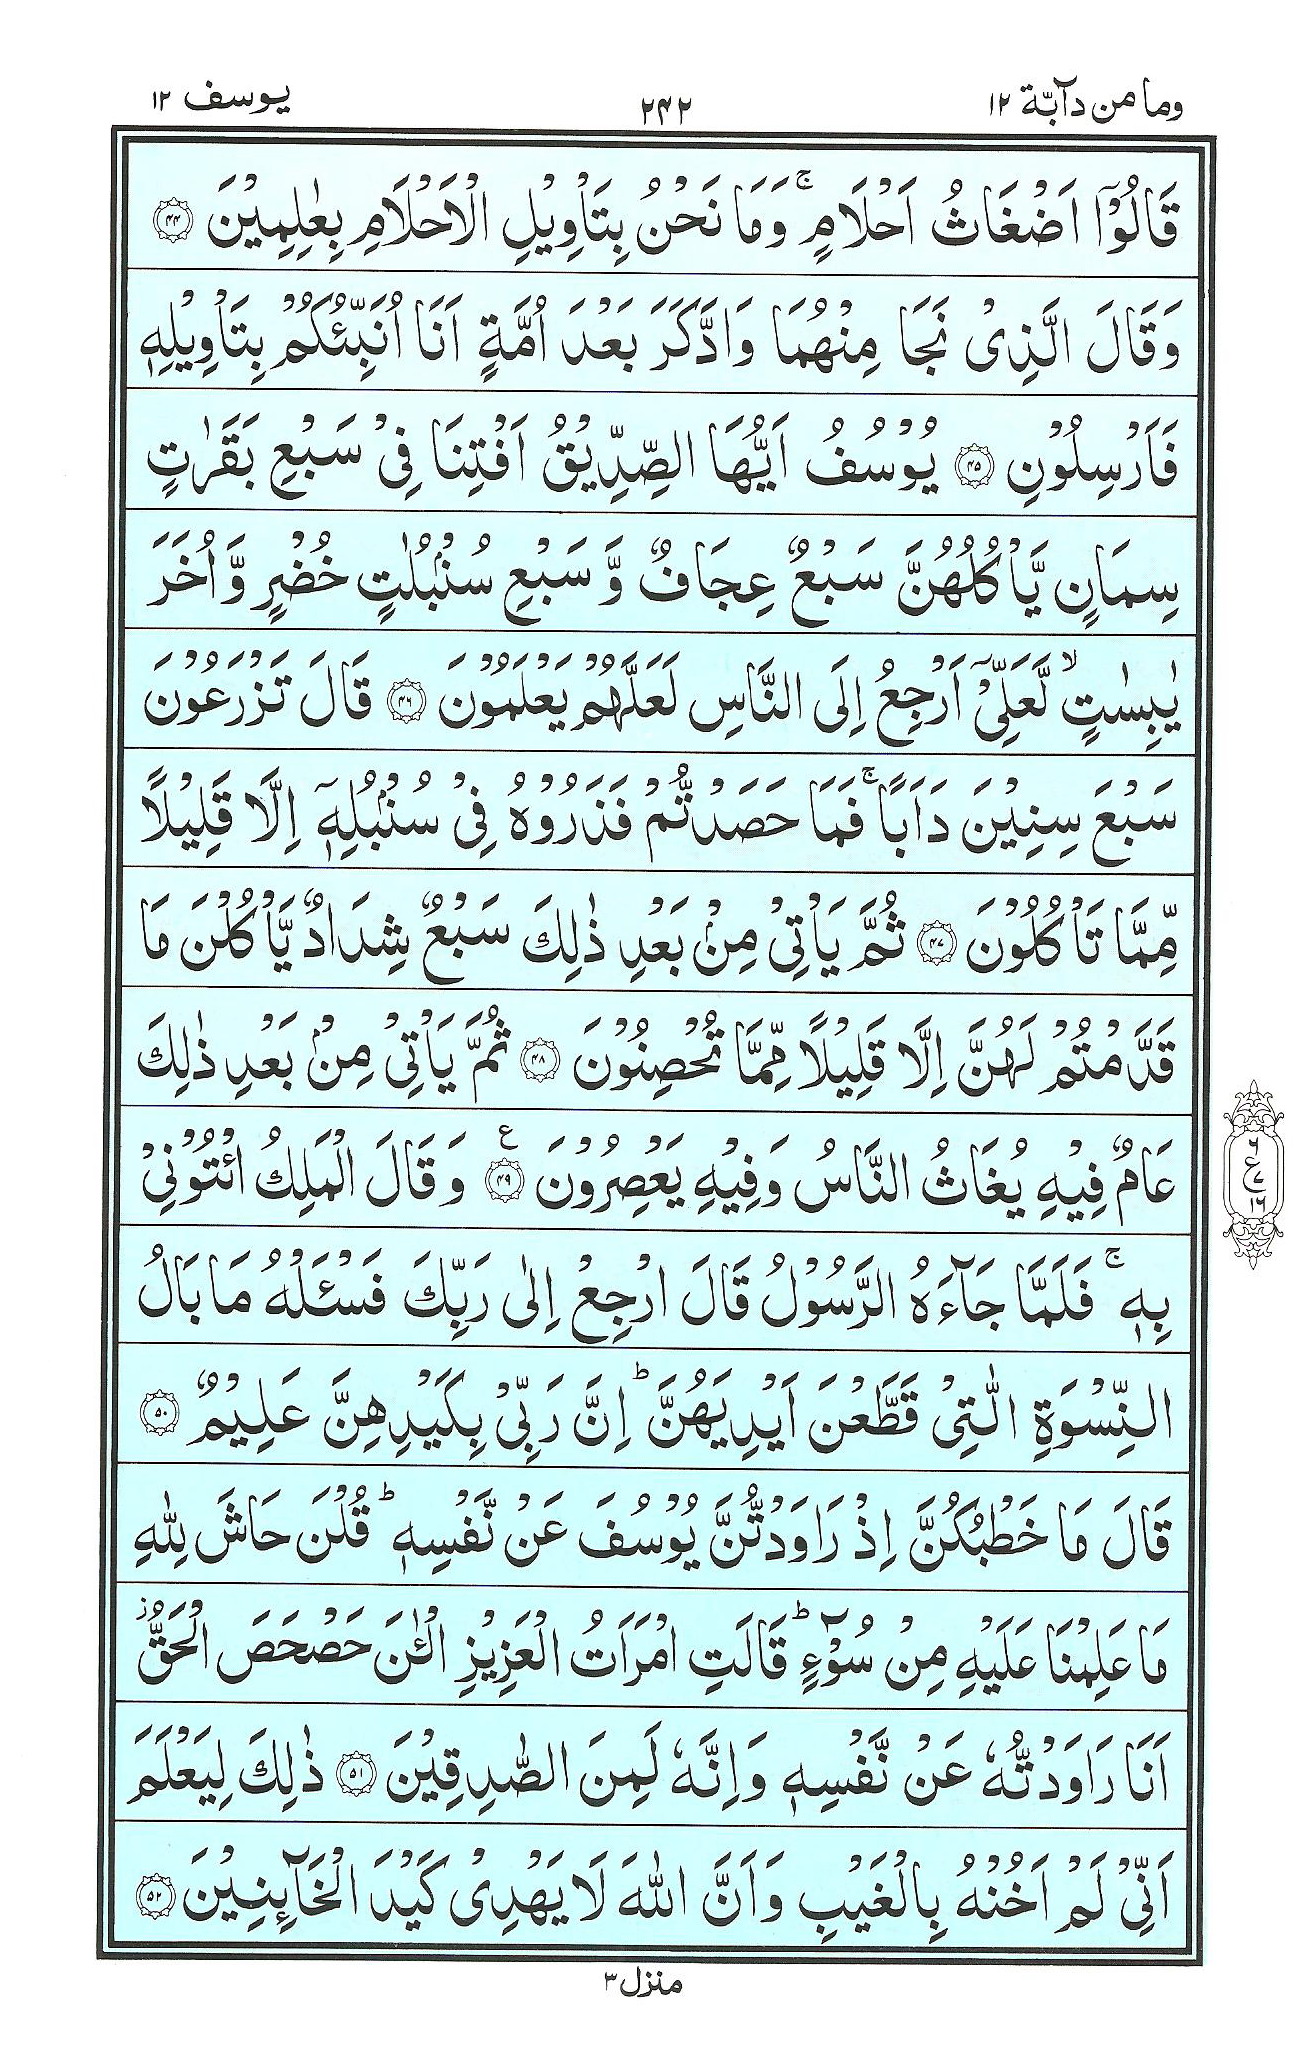 وما من دآبّة ١٢
٢٤٢
يوسف ١٢
قَالُوْٓا اَضْغَاثُ اَحْلَامٍ ۚ وَمَا نَحْنُ بِتَاْوِيْلِ الْاَحْلَامِ بِعٰلِمِيْنَ ﴿٤٤﴾
وَقَالَ الَّذِىْ نَجَا مِنْهُمَا وَادَّكَرَ بَعْدَ اُمَّةٍ اَنَا اُنَبِّئُكُمْ بِتَاْوِيْلِهٖ
فَاَرْسِلُوْنِ ﴿٤٥﴾ يُوْسُفُ اَيُّهَا الصِّدِّيْقُ اَفْتِنَا فِىْ سَبْعِ بَقَرٰتٍ
سِمَانٍ يَّاْكُلُهُنَّ سَبْعٌ عِجَافٌ وَّ سَبْعِ سُنْۢبُلٰتٍ خُضْرٍ وَّ اُخَرَ
يٰبِسٰتٍ ۙ لَّعَلِّىْٓ اَرْجِعُ اِلَى النَّاسِ لَعَلَّهُمْ يَعْلَمُوْنَ ﴿٤٦﴾ قَالَ تَزْرَعُوْنَ
سَبْعَ سِنِيْنَ دَاَبًا ۚ فَمَا حَصَدْتُّمْ فَذَرُوْهُ فِىْ سُنْۢبُلِهٖٓ اِلَّا قَلِيْلًا
مِّمَّا تَاْكُلُوْنَ ﴿٤٧﴾ ثُمَّ يَاْتِىْ مِنْۢ بَعْدِ ذٰلِكَ سَبْعٌ شِدَادٌ يَّاْكُلْنَ مَا
قَدَّمْتُمْ لَهُنَّ اِلَّا قَلِيْلًا مِّمَّا تُحْصِنُوْنَ ﴿٤٨﴾ ثُمَّ يَاْتِىْ مِنْۢ بَعْدِ ذٰلِكَ
عَامٌ فِيْهِ يُغَاثُ النَّاسُ وَفِيْهِ يَعْصِرُوْنَ ﴿٤٩﴾ ع وَقَالَ الْمَلِكُ ائْتُوْنِىْ
بِهٖ ۚ فَلَمَّا جَآءَهُ الرَّسُوْلُ قَالَ ارْجِعْ اِلٰى رَبِّكَ فَسْئَلْهُ مَا بَالُ
النِّسْوَةِ الّٰتِىْ قَطَّعْنَ اَيْدِيَهُنَّ ؕ اِنَّ رَبِّىْ بِكَيْدِهِنَّ عَلِيْمٌ ﴿٥٠﴾
قَالَ مَا خَطْبُكُنَّ اِذْ رَاوَدْتُّنَّ يُوْسُفَ عَنْ نَّفْسِهٖ ؕ قُلْنَ حَاشَ لِلّٰهِ
مَا عَلِمْنَا عَلَيْهِ مِنْ سُوْٓءٍ ؕ قَالَتِ امْرَاَتُ الْعَزِيْزِ الْئٰنَ حَصْحَصَ الْحَقُّ ز
اَنَا رَاوَدْتُّهٗ عَنْ نَّفْسِهٖ وَاِنَّهٗ لَمِنَ الصّٰدِقِيْنَ ﴿٥١﴾ ذٰلِكَ لِيَعْلَمَ
اَنِّىْ لَمْ اَخُنْهُ بِالْغَيْبِ وَاَنَّ اللّٰهَ لَا يَهْدِىْ كَيْدَ الْخَآئِنِيْنَ ﴿٥٢﴾
٦
ع
٧
١٦
منزل ٣